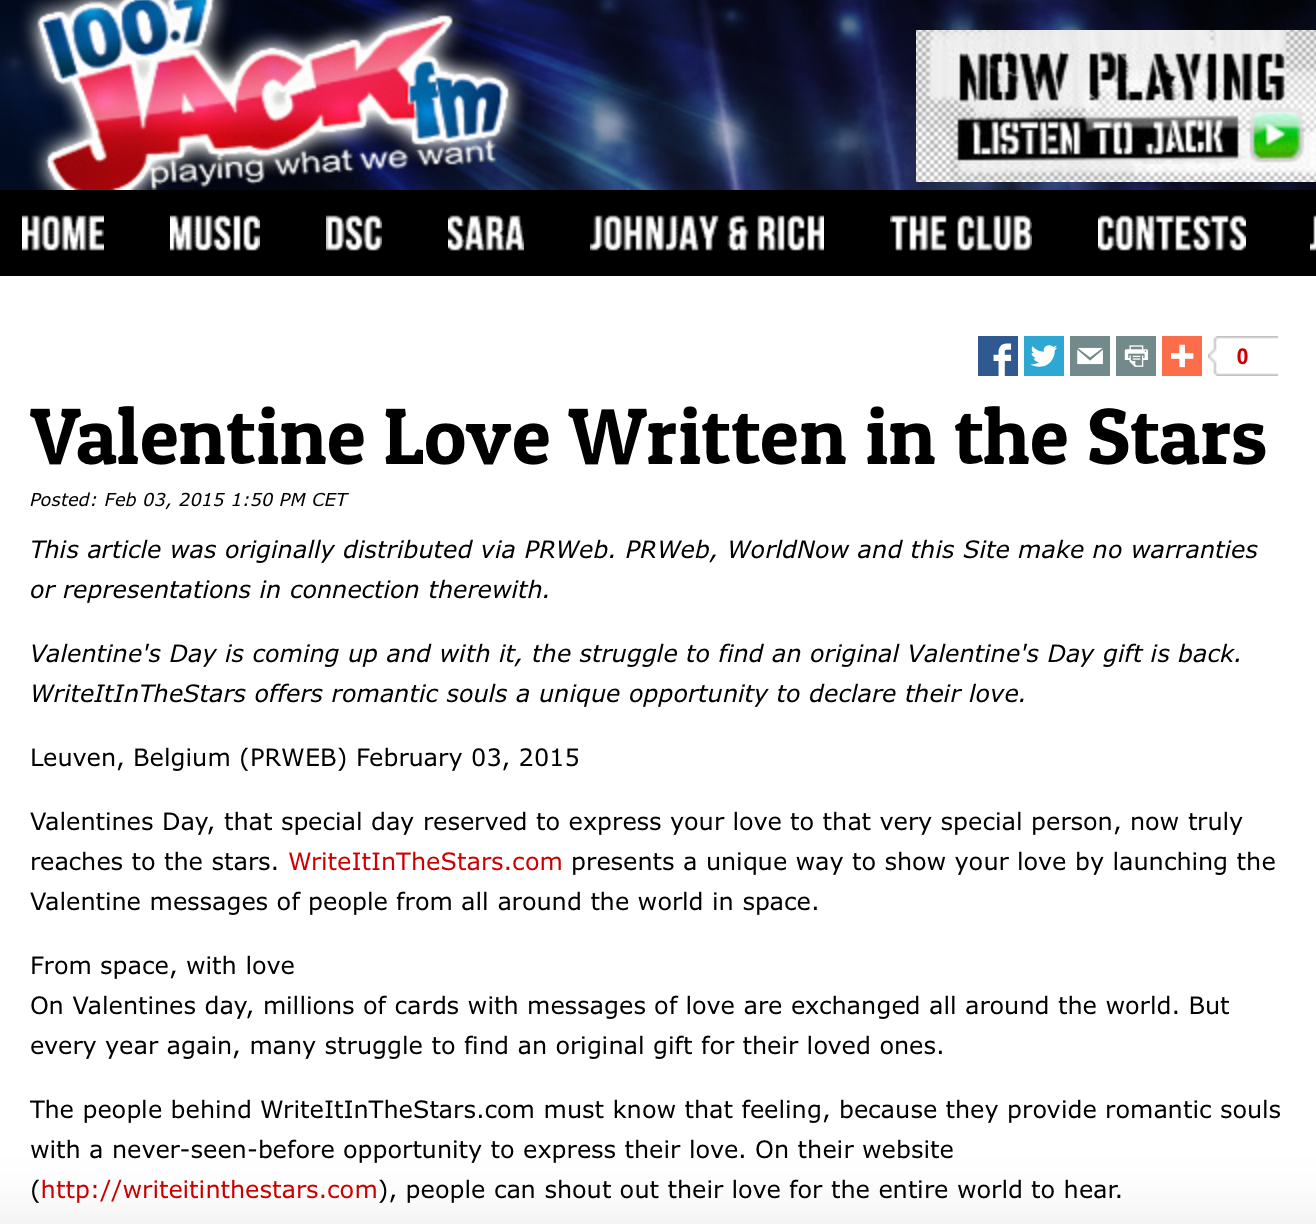 100.7
JACK fm
playing what we want
NOW PLAYING
LISTEN TO JACK
HOME MUSIC DSC SARA JOHNJAY & RICH THE CLUB CONTESTS
0
Valentine Love Written in the Stars
Posted: Feb 03, 2015 1:50 PM CET
This article was originally distributed via PRWeb. PRWeb, WorldNow and this Site make no warranties
or representations in connection therewith.
Valentine's Day is coming up and with it, the struggle to find an original Valentine's Day gift is back.
WriteItInTheStars offers romantic souls a unique opportunity to declare their love.
Leuven, Belgium (PRWEB) February 03, 2015
Valentines Day, that special day reserved to express your love to that very special person, now truly
reaches to the stars. WriteItInTheStars.com presents a unique way to show your love by launching the
Valentine messages of people from all around the world in space.
From space, with love
On Valentines day, millions of cards with messages of love are exchanged all around the world. But
every year again, many struggle to find an original gift for their loved ones.
The people behind WriteItInTheStars.com must know that feeling, because they provide romantic souls
with a never-seen-before opportunity to express their love. On their website
(http://writeitinthestars.com), people can shout out their love for the entire world to hear.